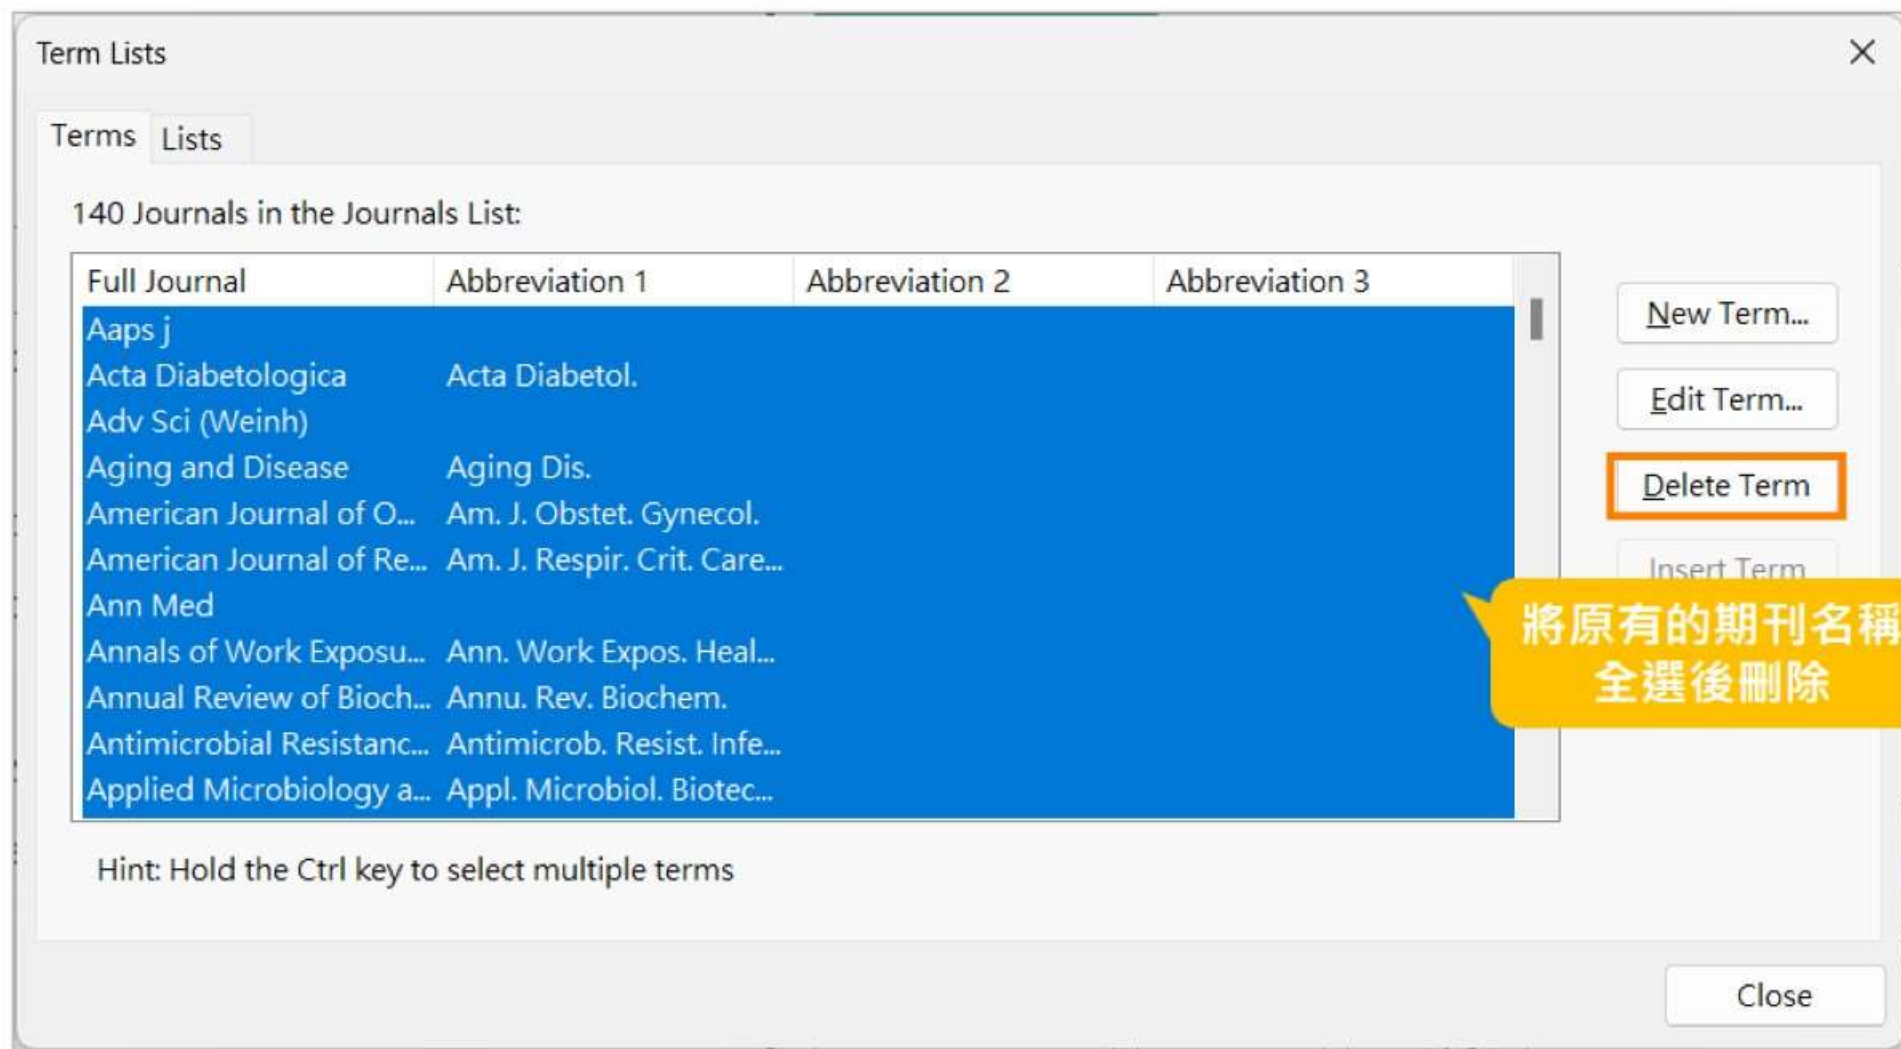 Term Lists
Terms Lists
140 Journals in the Journals List:
Full Journal Abbreviation 1 Abbreviation 2 Abbreviation 3
Aaps j
Acta Diabetologica Acta Diabetol.
Adv Sci (Weinh)
Aging and Disease Aging Dis.
American Journal of O... Am. J. Obstet. Gynecol.
American Journal of Re... Am. J. Respir. Crit. Care...
Ann Med
Annals of Work Exposu... Ann. Work Expos. Heal...
Annual Review of Bioch... Annu. Rev. Biochem.
Antimicrobial Resistanc... Antimicrob. Resist. Infe...
Applied Microbiology a... Appl. Microbiol. Biotec...
New Term...
Edit Term...
Delete Term
Insert Term
將原有的期刊名稱
全選後刪除
Hint: Hold the Ctrl key to select multiple terms
Close